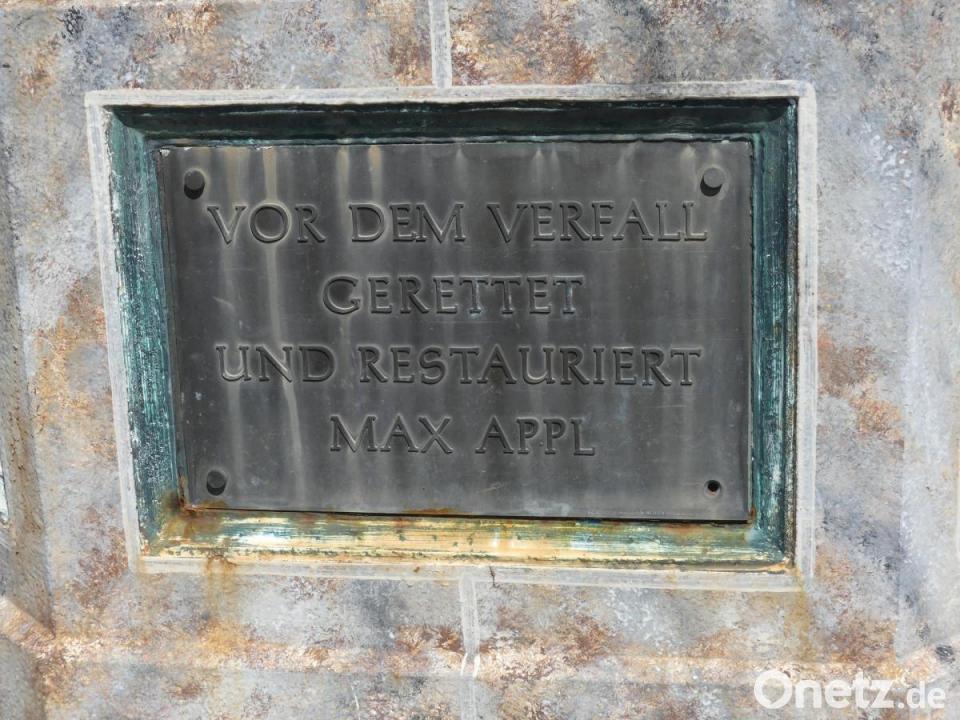 VOR DEM VERFALL
GERETTET
UND RESTAURIERT
MAX APPL
Onetz.de